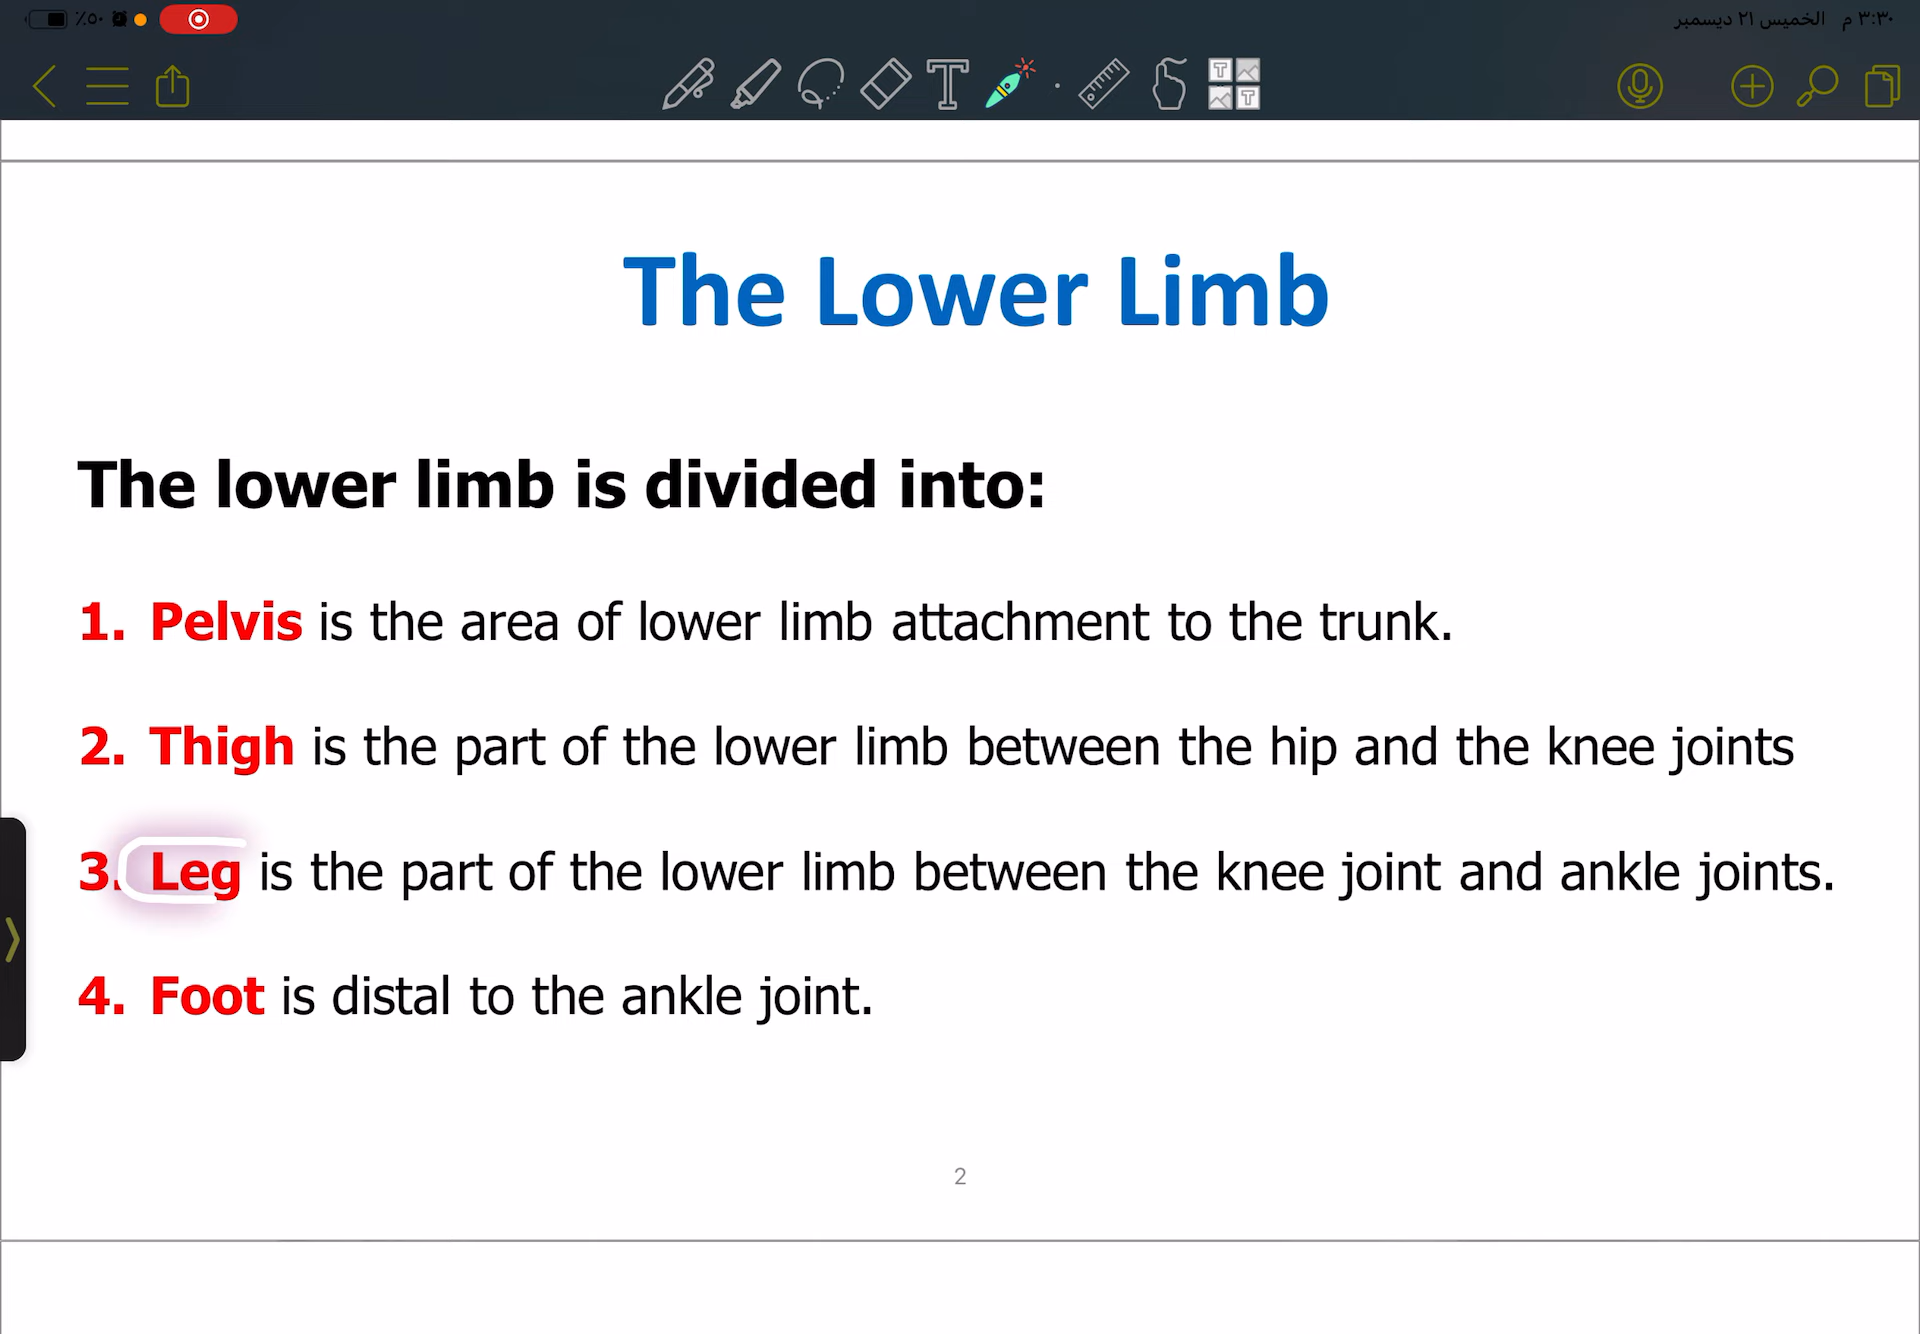 ٪٥٠
٣:٣٠ م الخميس ٢١ ديسمبر
The Lower Limb
The lower limb is divided into:
1. Pelvis is the area of lower limb attachment to the trunk.
2. Thigh is the part of the lower limb between the hip and the knee joints
3. Leg is the part of the lower limb between the knee joint and ankle joints.
4. Foot is distal to the ankle joint.
2